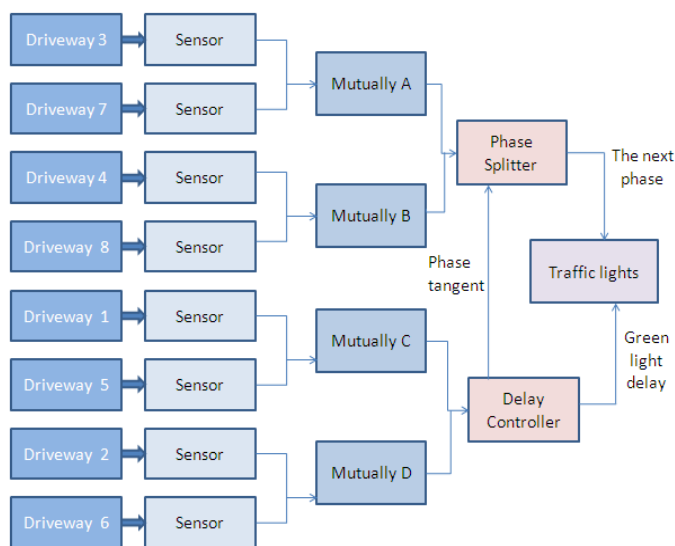 Driveway 3
Sensor
Mutually A
Driveway 7
Sensor
Phase
Splitter
The next
phase
Driveway 4
Sensor
Mutually B
Driveway 8
Sensor
Phase
tangent
Traffic lights
Driveway 1
Sensor
Mutually C
Green
light
delay
Driveway 5
Sensor
Delay
Controller
Driveway 2
Sensor
Mutually D
Driveway 6
Sensor